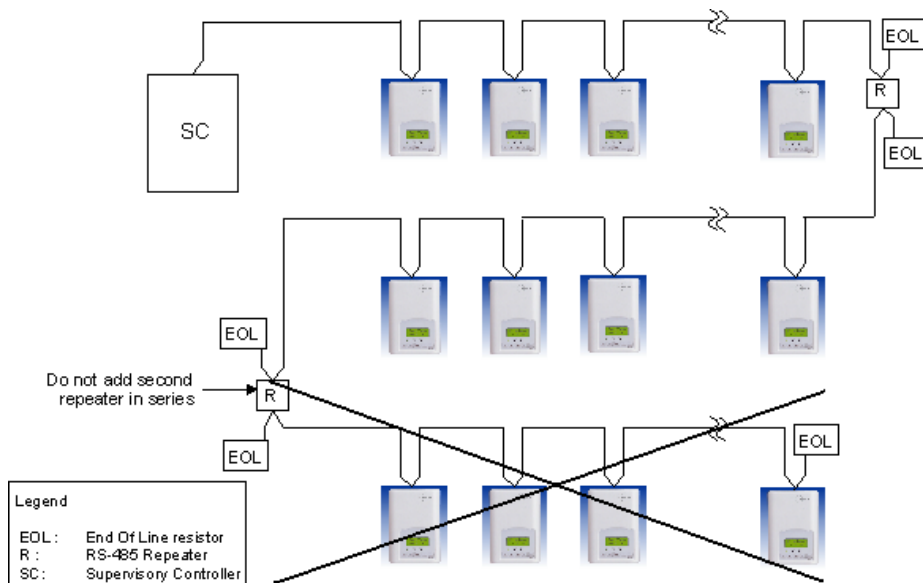 EOL
R
SC
EOL
EOL
Do not add second
repeater in series
R
EOL
EOL
Legend
EOL : End Of Line resistor
R : RS-485 Repeater
SC: Supervisory Controller